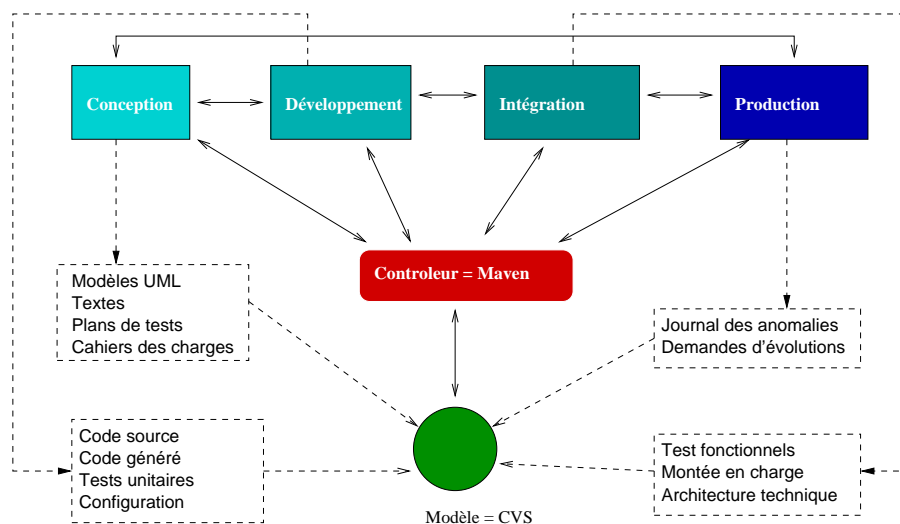 Conception
Développement
Intégration
Production
Controleur = Maven
Modèles UML
Textes
Plans de tests
Cahiers des charges
Journal des anomalies
Demandes d'évolutions
Code source
Code généré
Tests unitaires
Configuration
Test fonctionnels
Montée en charge
Architecture technique
Modèle = CVS